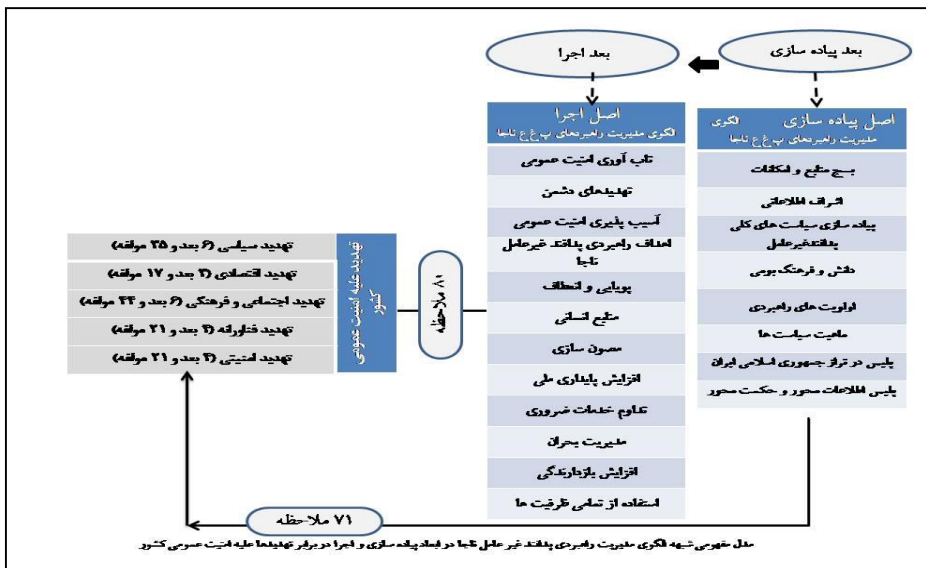 بعد پیاده سازی
بعد اجرا
اصل پیاده سازی الگوی
مدیریت راهبردهای پ غ ع ناجا
بسیج منابع و امکانات
اشراف اطلاعاتی
پیاده سازی سیاست های کلی
پدافندغیرعامل
دانش و فرهنگ بومی
اولویت های راهبردی
ماهیت سیاست ها
پلیس در تراز جمهوری اسلامی ایران
پلیس اطلاعات محور و حکمت محور
اصل اجرا
الگوی مدیریت راهبردهای پ غ ع ناجا
تاب آوری امنیت عمومی
تهدیدهای دشمن
آسیب پذیری امنیت عمومی
اهداف راهبردی پدافند غیرعامل
ناجا
پویایی و انعطاف
منابع انسانی
مصون سازی
افزایش پایداری ملی
تداوم خدمات ضروری
مدیریت بحران
افزایش بازدارندگی
استفاده از تمامی ظرفیت ها
۸۱ ملاحظه
تهدید علیه امنیت عمومی
کشور
تهدید سیاسی (۶ بعد و ۳۵ مولفه)
تهدید اقتصادی (۳ بعد و ۱۷ مولفه)
تهدید اجتماعی و فرهنگی (۶ بعد و ۴۴ مولفه)
تهدید فناورانه (۴ بعد و ۲۱ مولفه)
تهدید امنیتی (۴ بعد و ۲۱ مولفه)
۷۱ ملاحظه
مدل مفهومی شبیه الگوی مدیریت راهبردی پدافند غیر عامل ناجا در ابعاد پیاده سازی و اجرا در برابر تهدیدها علیه امنیت عمومی کشور